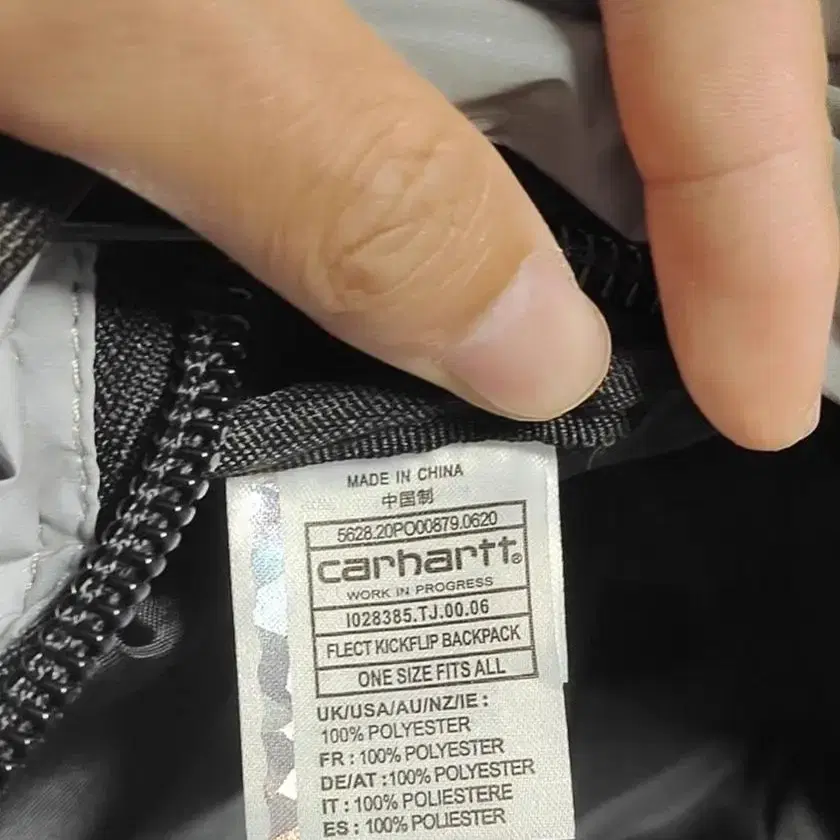 MADE IN CHINA
中国制
5628.20PO00879.0620
carhartt®
WORK IN PROGRESS
I028385.TJ.00.06
FLECT KICKFLIP BACKPACK
ONE SIZE FITS ALL
UK/USA/AU/NZ/IE :
100% POLYESTER
FR : 100% POLYESTER
DE/AT :100% POLYESTER
IT : 100% POLIESTERE
ES : 100% POLIESTER